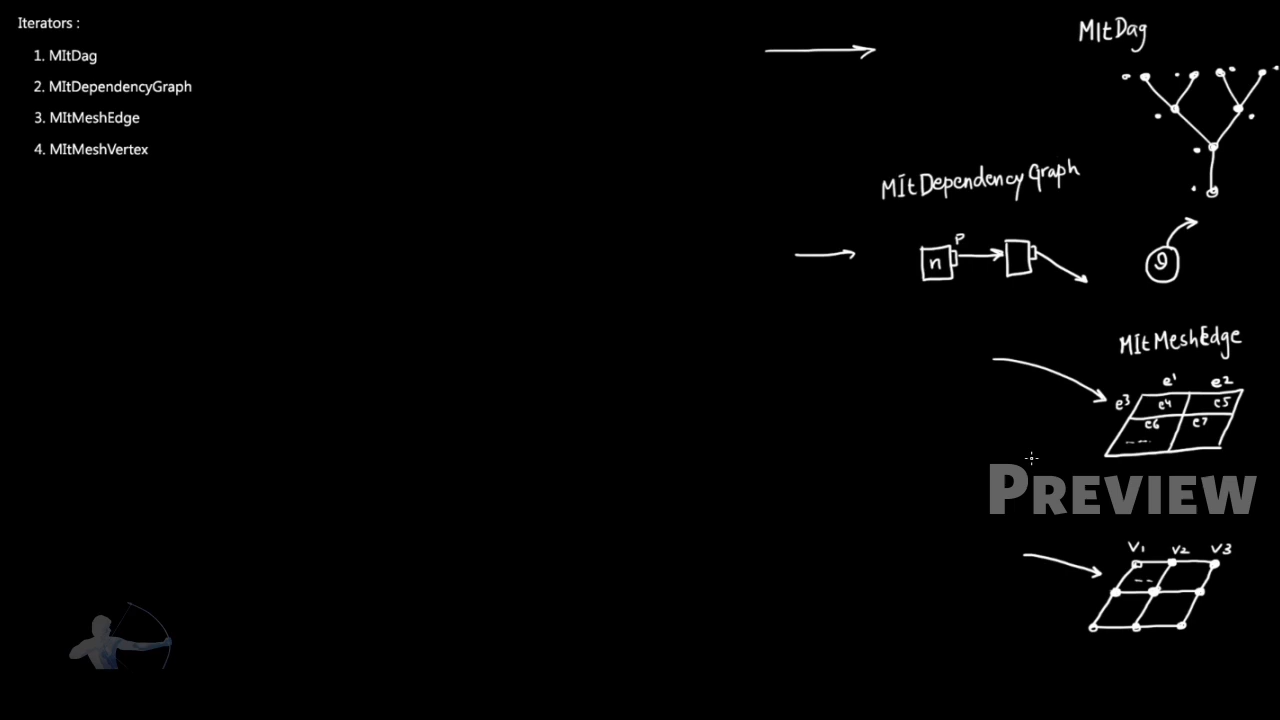 Iterators :
1. MItDag
2. MItDependencyGraph
3. MItMeshEdge
4. MItMeshVertex
MItDag
MItDependencyGraph
P
n
9
MItMeshEdge
e1 e2
e3 e4 e5
e6 e7
PREVIEW
V1 V2 V3